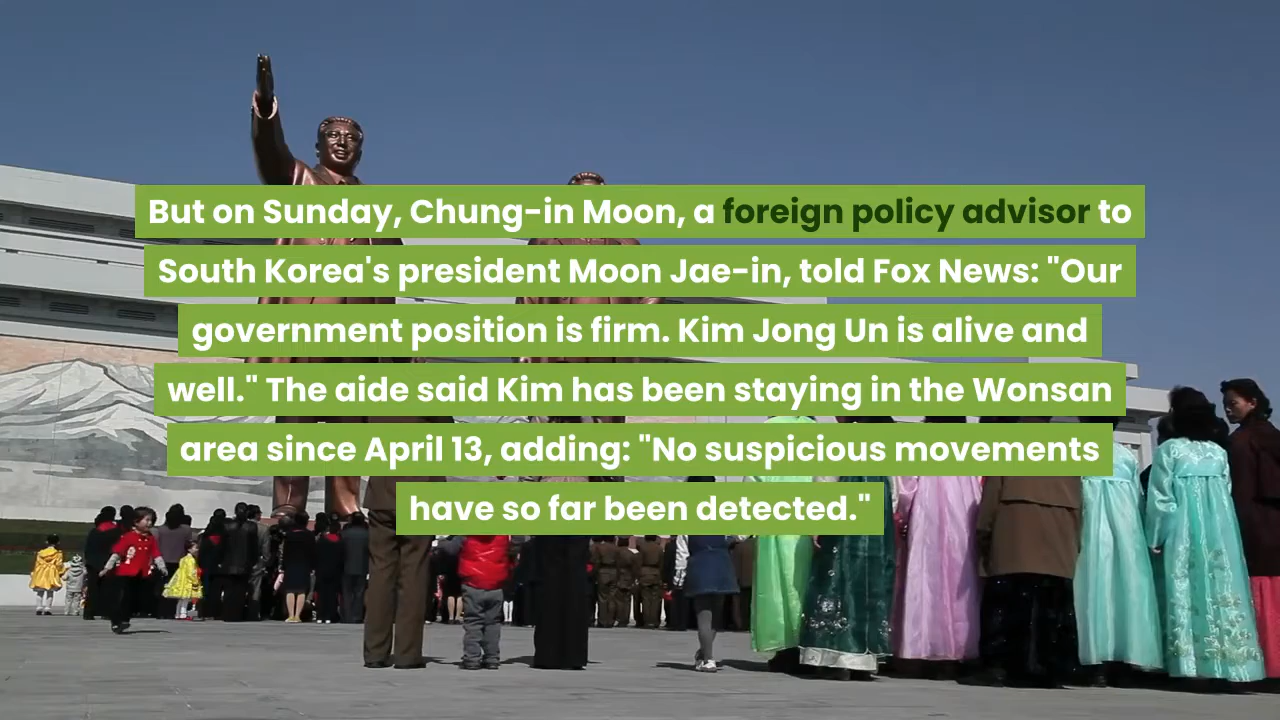 But on Sunday, Chung-in Moon, a foreign policy advisor to
South Korea's president Moon Jae-in, told Fox News: "Our
government position is firm. Kim Jong Un is alive and
well." The aide said Kim has been staying in the Wonsan
area since April 13, adding: "No suspicious movements
have so far been detected."